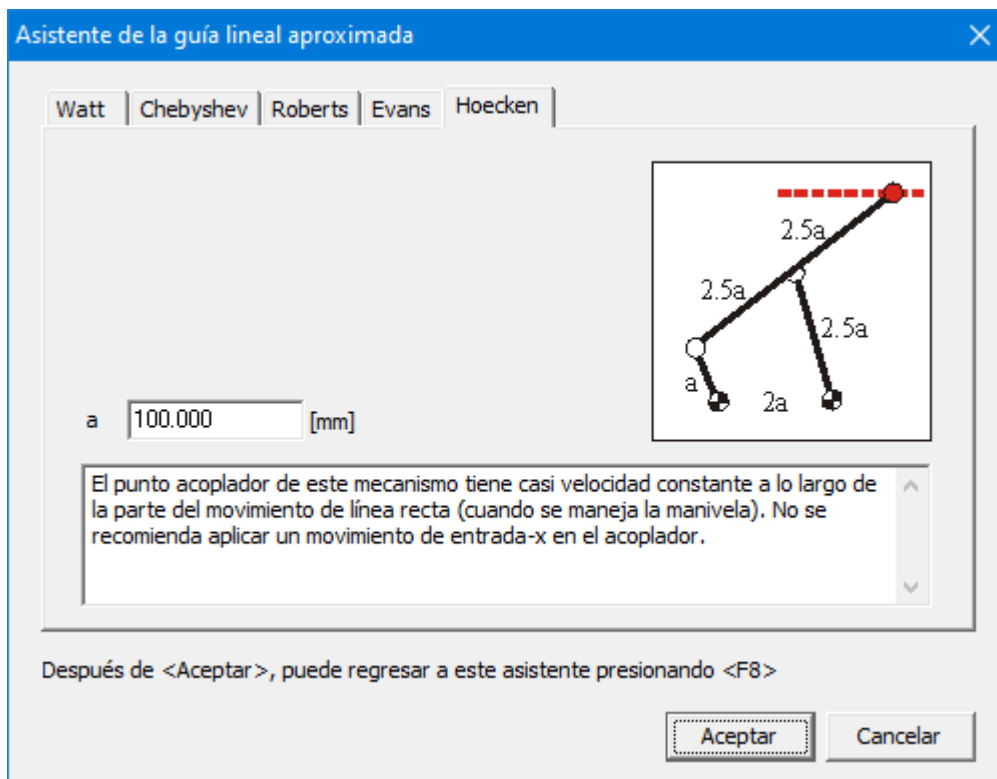 Asistente de la guía lineal aproximada
Watt Chebyshev Roberts Evans Hoecken
2.5a
2.5a
2.5a
a 2a
a 100.000 [mm]
El punto acoplador de este mecanismo tiene casi velocidad constante a lo largo de
la parte del movimiento de línea recta (cuando se maneja la manivela). No se
recomienda aplicar un movimiento de entrada-x en el acoplador.
Después de <Aceptar>, puede regresar a este asistente presionando <F8>
Aceptar Cancelar